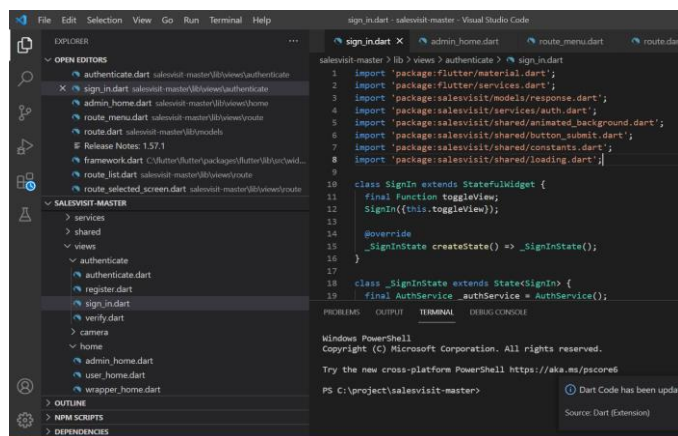 File Edit Selection View Go Run Terminal Help
sign_in.dart - salesvisit-master - Visual Studio Code
EXPLORER
OPEN EDITORS
authenticate.dart salesvisit-master\lib\views\authenticate
sign_in.dart salesvisit-master\lib\views\authenticate
admin_home.dart salesvisit-master\lib\views\home
route_menu.dart salesvisit-master\lib\views\route
route.dart salesvisit-master\lib\models
Release Notes: 1.57.1
framework.dart C:\flutter\flutter\packages\flutter\lib\src\wid...
route_list.dart salesvisit-master\lib\views\route
route_selected_screen.dart salesvisit-master\lib\views\route
SALESVISIT-MASTER
services
shared
views
authenticate
authenticate.dart
register.dart
sign_in.dart
verify.dart
camera
home
admin_home.dart
user_home.dart
wrapper_home.dart
OUTLINE
NPM SCRIPTS
DEPENDENCIES
sign_in.dart admin_home.dart route_menu.dart route.da
salesvisit-master > lib > views > authenticate > sign_in.dart
1 import 'package:flutter/material.dart';
2 import 'package:flutter/services.dart';
3 import 'package:salesvisit/models/response.dart';
4 import 'package:salesvisit/services/auth.dart';
5 import 'package:salesvisit/shared/animated_background.dart';
6 import 'package:salesvisit/shared/button_submit.dart';
7 import 'package:salesvisit/shared/constants.dart';
8 import 'package:salesvisit/shared/loading.dart';
9
10 class SignIn extends StatefulWidget {
11 final Function toggleView;
12 SignIn({this.toggleView});
13
14 @override
15 _SignInState createState() => _SignInState();
16 }
17
18 class _SignInState extends State<SignIn> {
19 final AuthService _authService = AuthService();
PROBLEMS OUTPUT TERMINAL DEBUG CONSOLE
Windows PowerShell
Copyright (C) Microsoft Corporation. All rights reserved.
Try the new cross-platform PowerShell https://aka.ms/pscore6
PS C:\project\salesvisit-master>
Dart Code has been upda
Source: Dart (Extension)